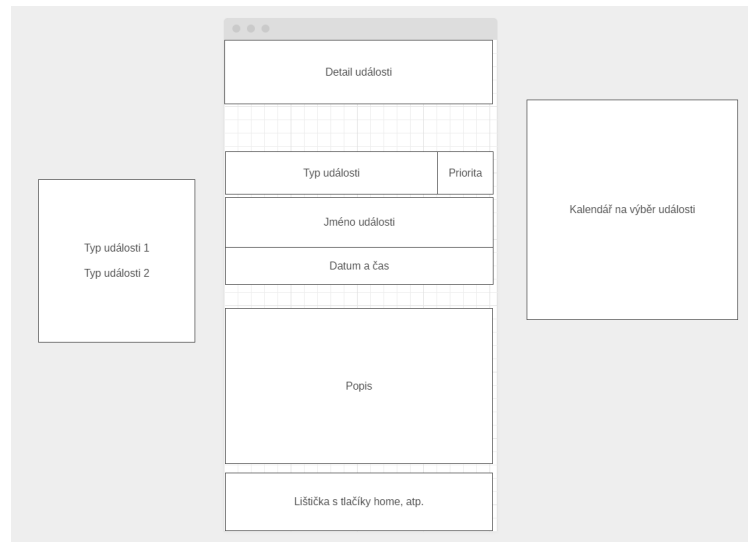 Detail události
Typ události
Priorita
Jméno události
Datum a čas
Popis
Lištička s tlačíky home, atp.
Typ události 1
Typ události 2
Kalendář na výběr události